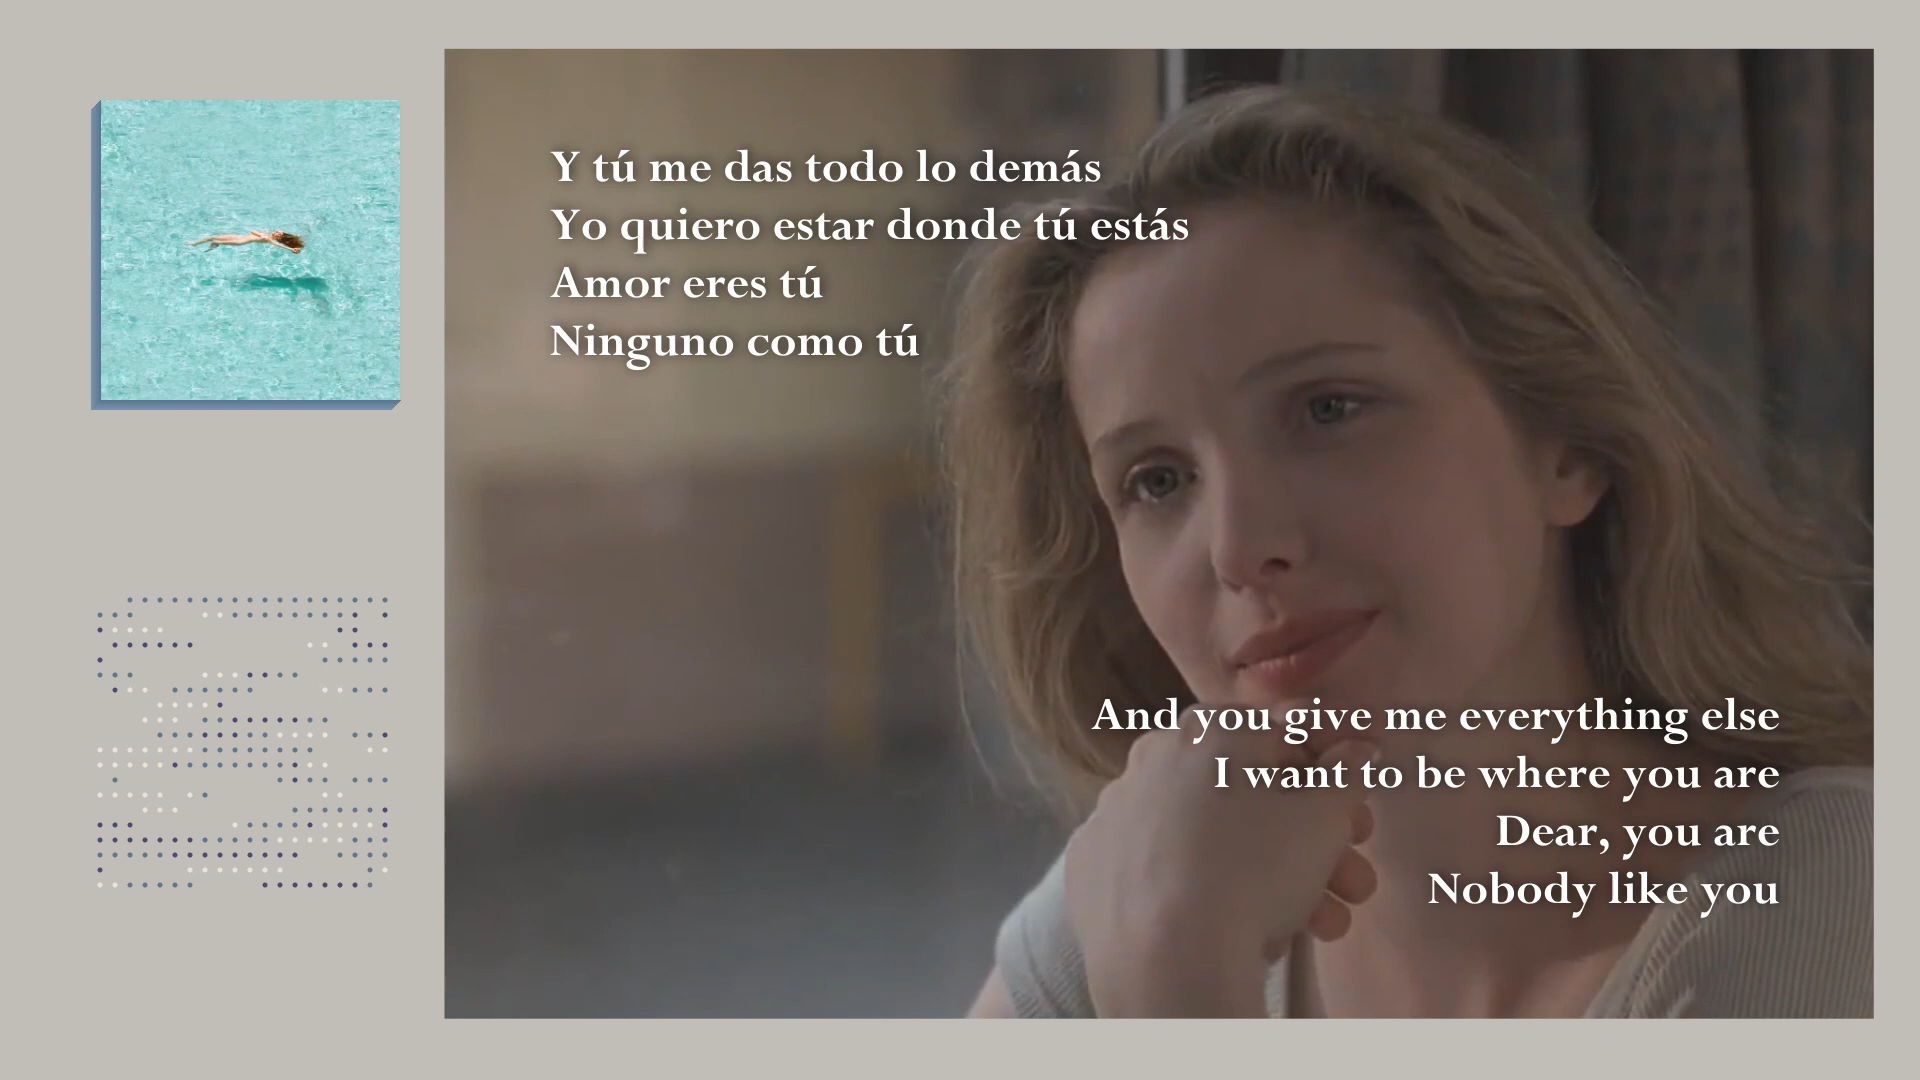 Y tú me das todo lo demás
Yo quiero estar donde tú estás
Amor eres tú
Ninguno como tú
And you give me everything else
I want to be where you are
Dear, you are
Nobody like you